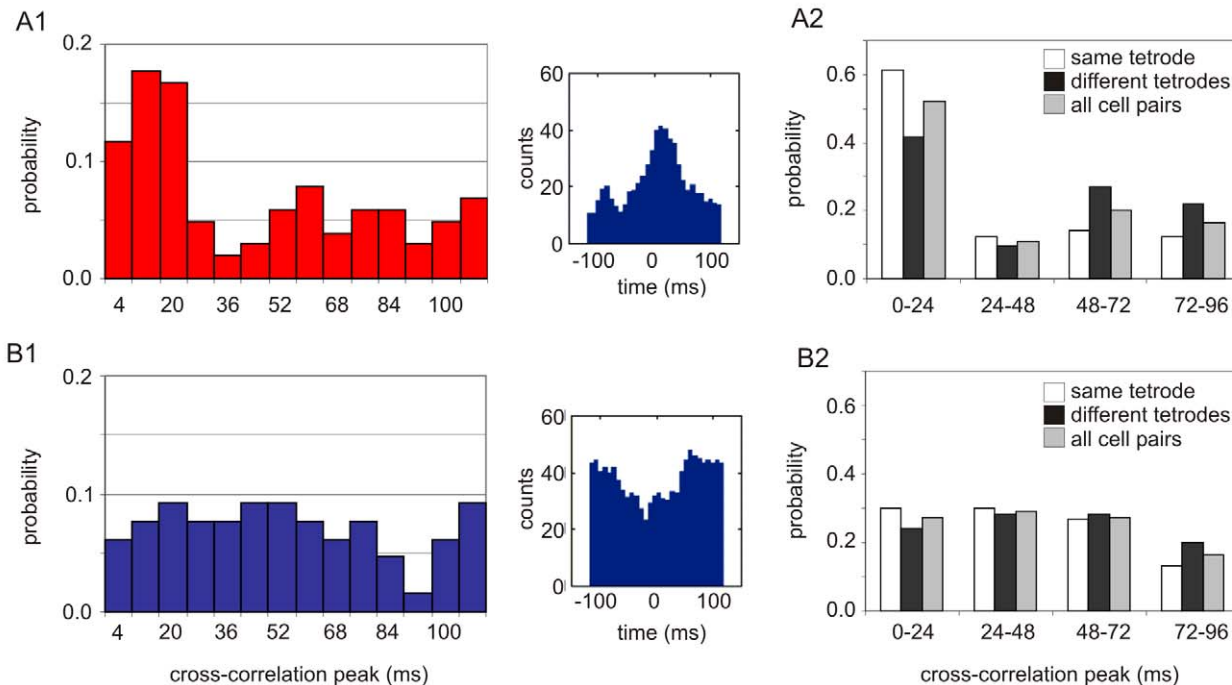 A1
0.2
0.1
0.0
probability
4 20 36 52 68 84 100
60
40
20
0
counts
-100 0 100
time (ms)
A2
0.6
0.4
0.2
0.0
probability
same tetrode
different tetrodes
all cell pairs
0-24 24-48 48-72 72-96
B1
0.2
0.1
0.0
probability
4 20 36 52 68 84 100
cross-correlation peak (ms)
60
40
20
0
counts
-100 0 100
time (ms)
B2
0.6
0.4
0.2
0.0
probability
same tetrode
different tetrodes
all cell pairs
0-24 24-48 48-72 72-96
cross-correlation peak (ms)